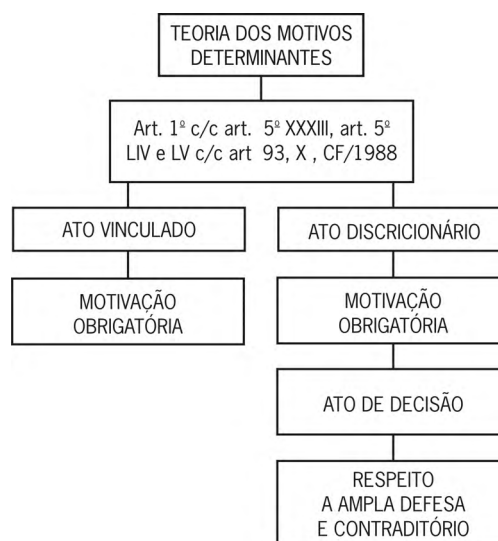 TEORIA DOS MOTIVOS
DETERMINANTES
Art. 1º c/c art. 5º XXXIII, art. 5º
LIV e LV c/c art 93, X , CF/1988
ATO VINCULADO
MOTIVAÇÃO
OBRIGATÓRIA
ATO DISCRICIONÁRIO
MOTIVAÇÃO
OBRIGATÓRIA
ATO DE DECISÃO
RESPEITO
A AMPLA DEFESA
E CONTRADITÓRIO